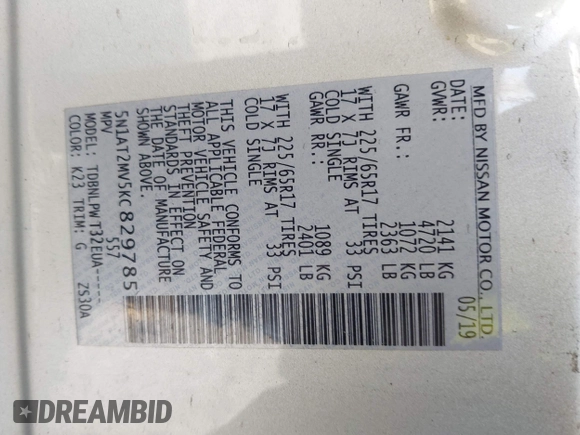 MFD BY NISSAN MOTOR CO., LTD.
DATE: 05/19
GVWR: 2141 KG
4720 LB
GAWR FR.: 1072 KG
2363 LB
WITH 225/65R17 TIRES
17 X 7J RIMS AT 33 PSI
COLD SINGLE
GAWR RR.: 1089 KG
2401 LB
WITH 225/65R17 TIRES
17 X 7J RIMS AT 33 PSI
COLD SINGLE
THIS VEHICLE CONFORMS TO
ALL APPLICABLE FEDERAL
MOTOR VEHICLE SAFETY AND
THEFT PREVENTION
STANDARDS IN EFFECT ON
THE DATE OF MANUFACTURE
SHOWN ABOVE.
5N1AT2MV5KC829785
MPV 557
MODEL: TDBNLPW T32EUA-----
COLOR: K23 TRIM: G ZS30A
DREAMBID